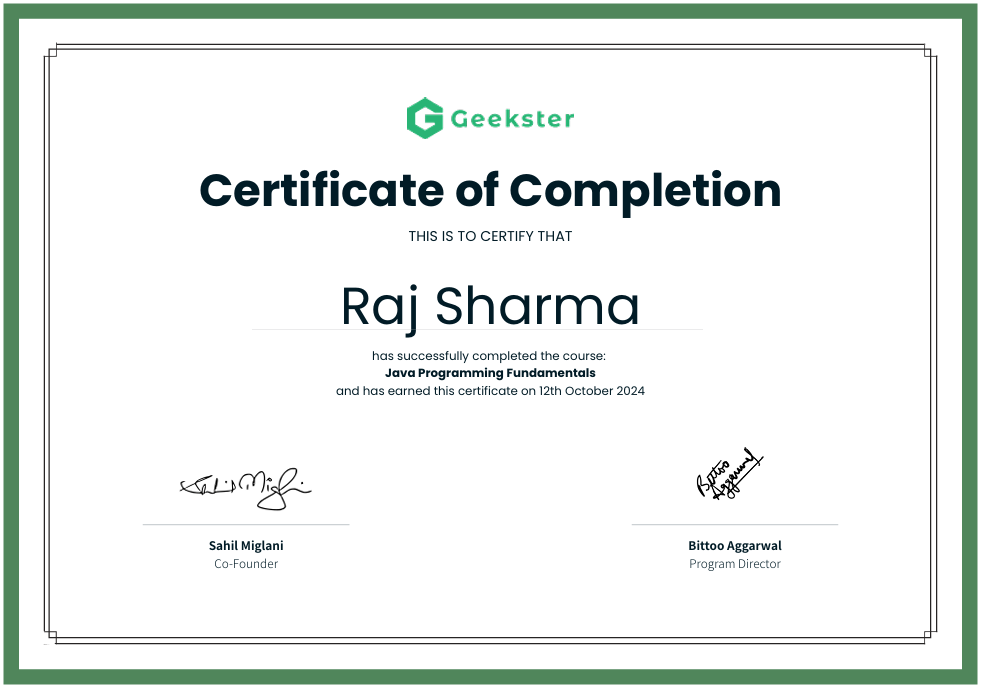 Geekster
Certificate of Completion
THIS IS TO CERTIFY THAT
Raj Sharma
has successfully completed the course:
Java Programming Fundamentals
and has earned this certificate on 12th October 2024
Sahil Miglani
Bittoo
Aggarwal
Sahil Miglani
Co-Founder
Bittoo Aggarwal
Program Director